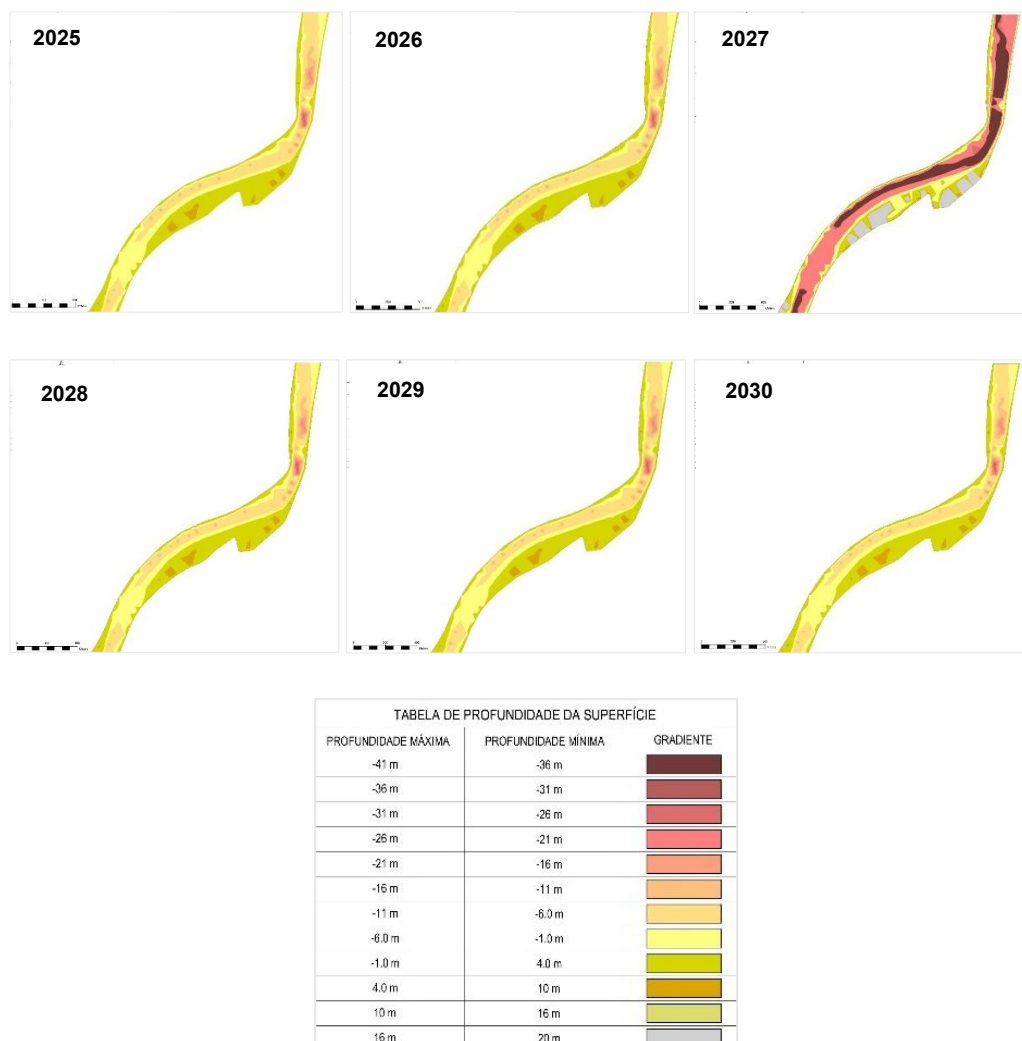 2025
2026
2027
2028
2029
2030
TABELA DE PROFUNDIDADE DA SUPERFÍCIE
PROFUNDIDADE MÁXIMA PROFUNDIDADE MÍNIMA GRADIENTE
-41 m -36 m
-36 m -31 m
-31 m -26 m
-26 m -21 m
-21 m -16 m
-16 m -11 m
-11 m -6.0 m
-6.0 m -1.0 m
-1.0 m 4.0 m
4.0 m 10 m
10 m 16 m
16 m 20 m